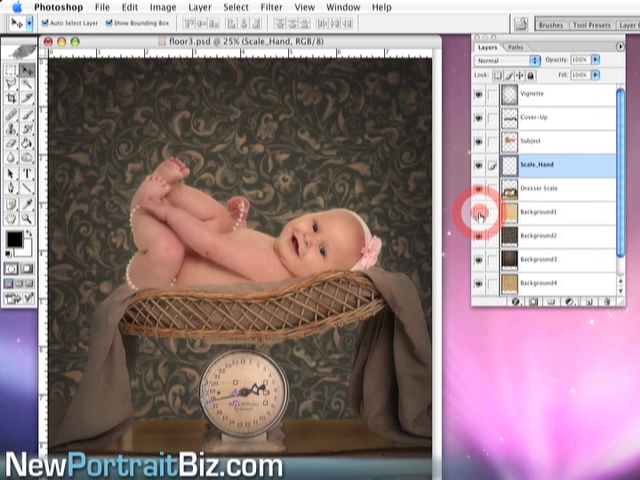 Photoshop File Edit Image Layer Select Filter View Window Help
Auto Select Layer Show Bounding Box
Brushes Tool Presets Layer
floor3.psd @ 25% (Scale_Hand, RGB/8)
Layers Paths
Normal Opacity: 100%
Lock: Fill: 100%
Vignette
Cover-Up
Subject
Scale_Hand
Dresser Scale
Background1
Background2
Background3
Background4
NewPortraitBiz.com